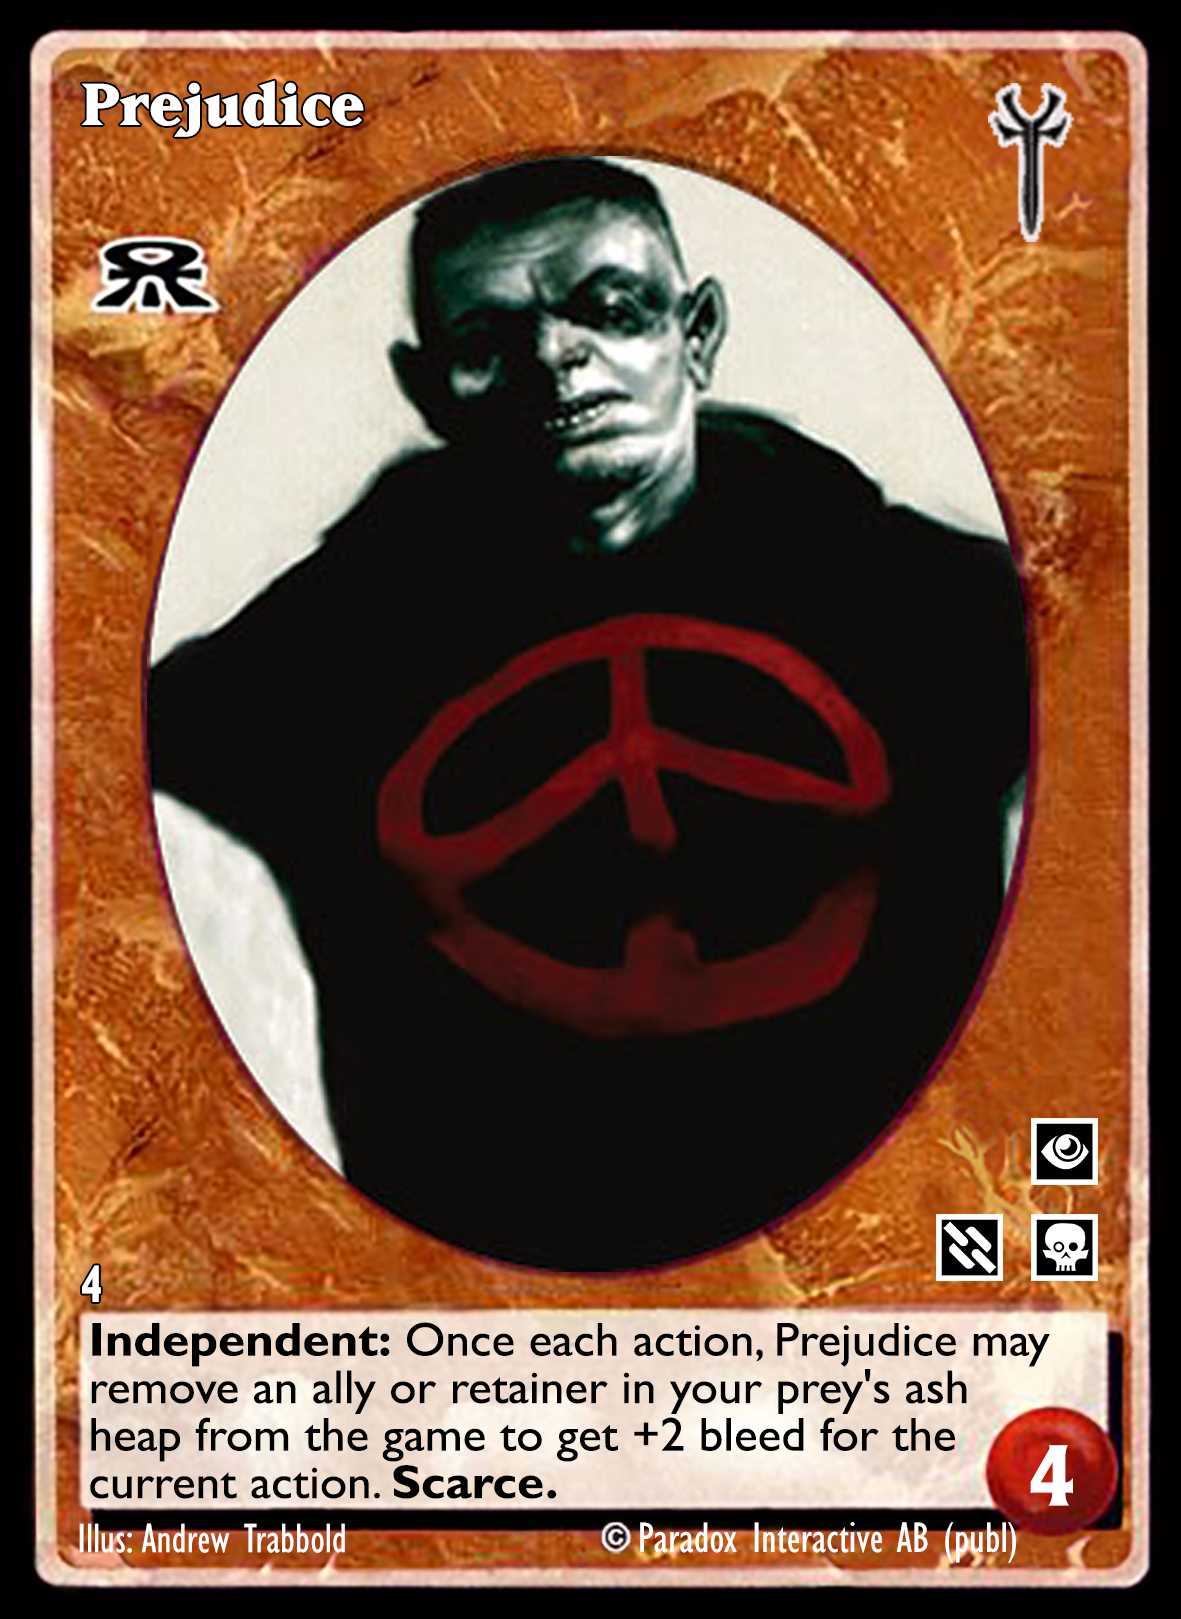 Prejudice
4
Independent: Once each action, Prejudice may
remove an ally or retainer in your prey's ash
heap from the game to get +2 bleed for the
current action. Scarce.
4
Illus: Andrew Trabbold
© Paradox Interactive AB (publ)